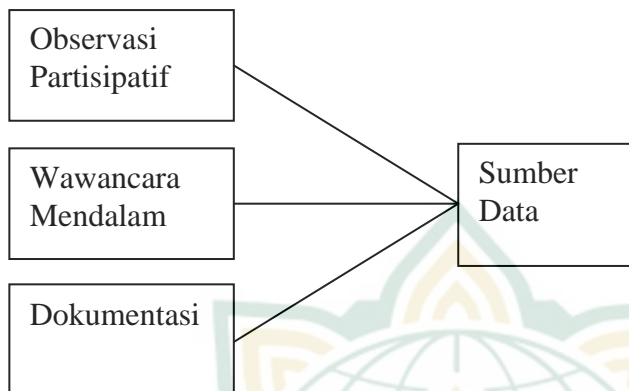 Observasi
Partisipatif
Wawancara
Mendalam
Sumber
Data
Dokumentasi